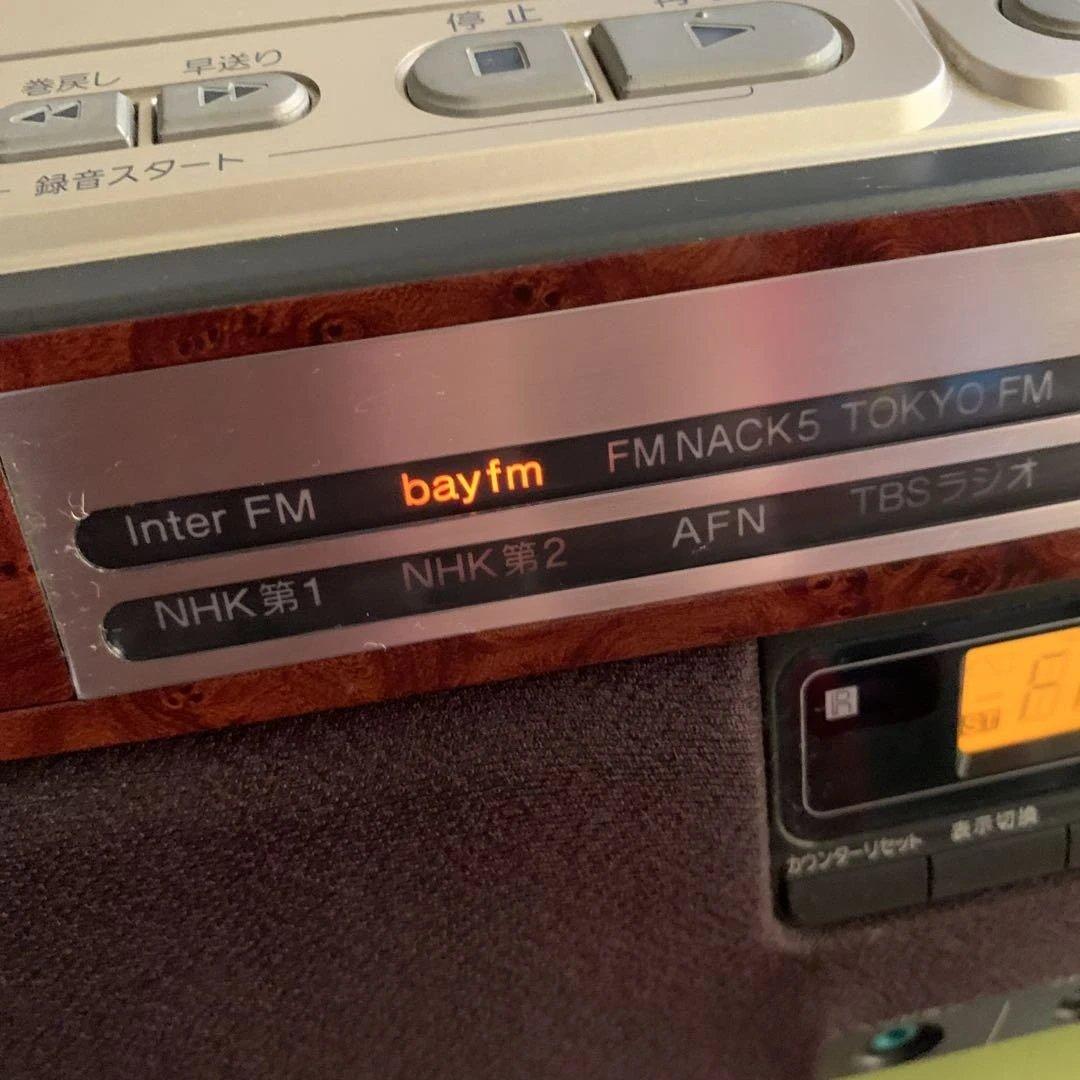 停止
巻戻し 早送り
録音スタート
Inter FM bayfm FM NACK5 TOKYO FM
NHK第1 NHK第2 AFN TBSラジオ
カウンターリセット 表示切換